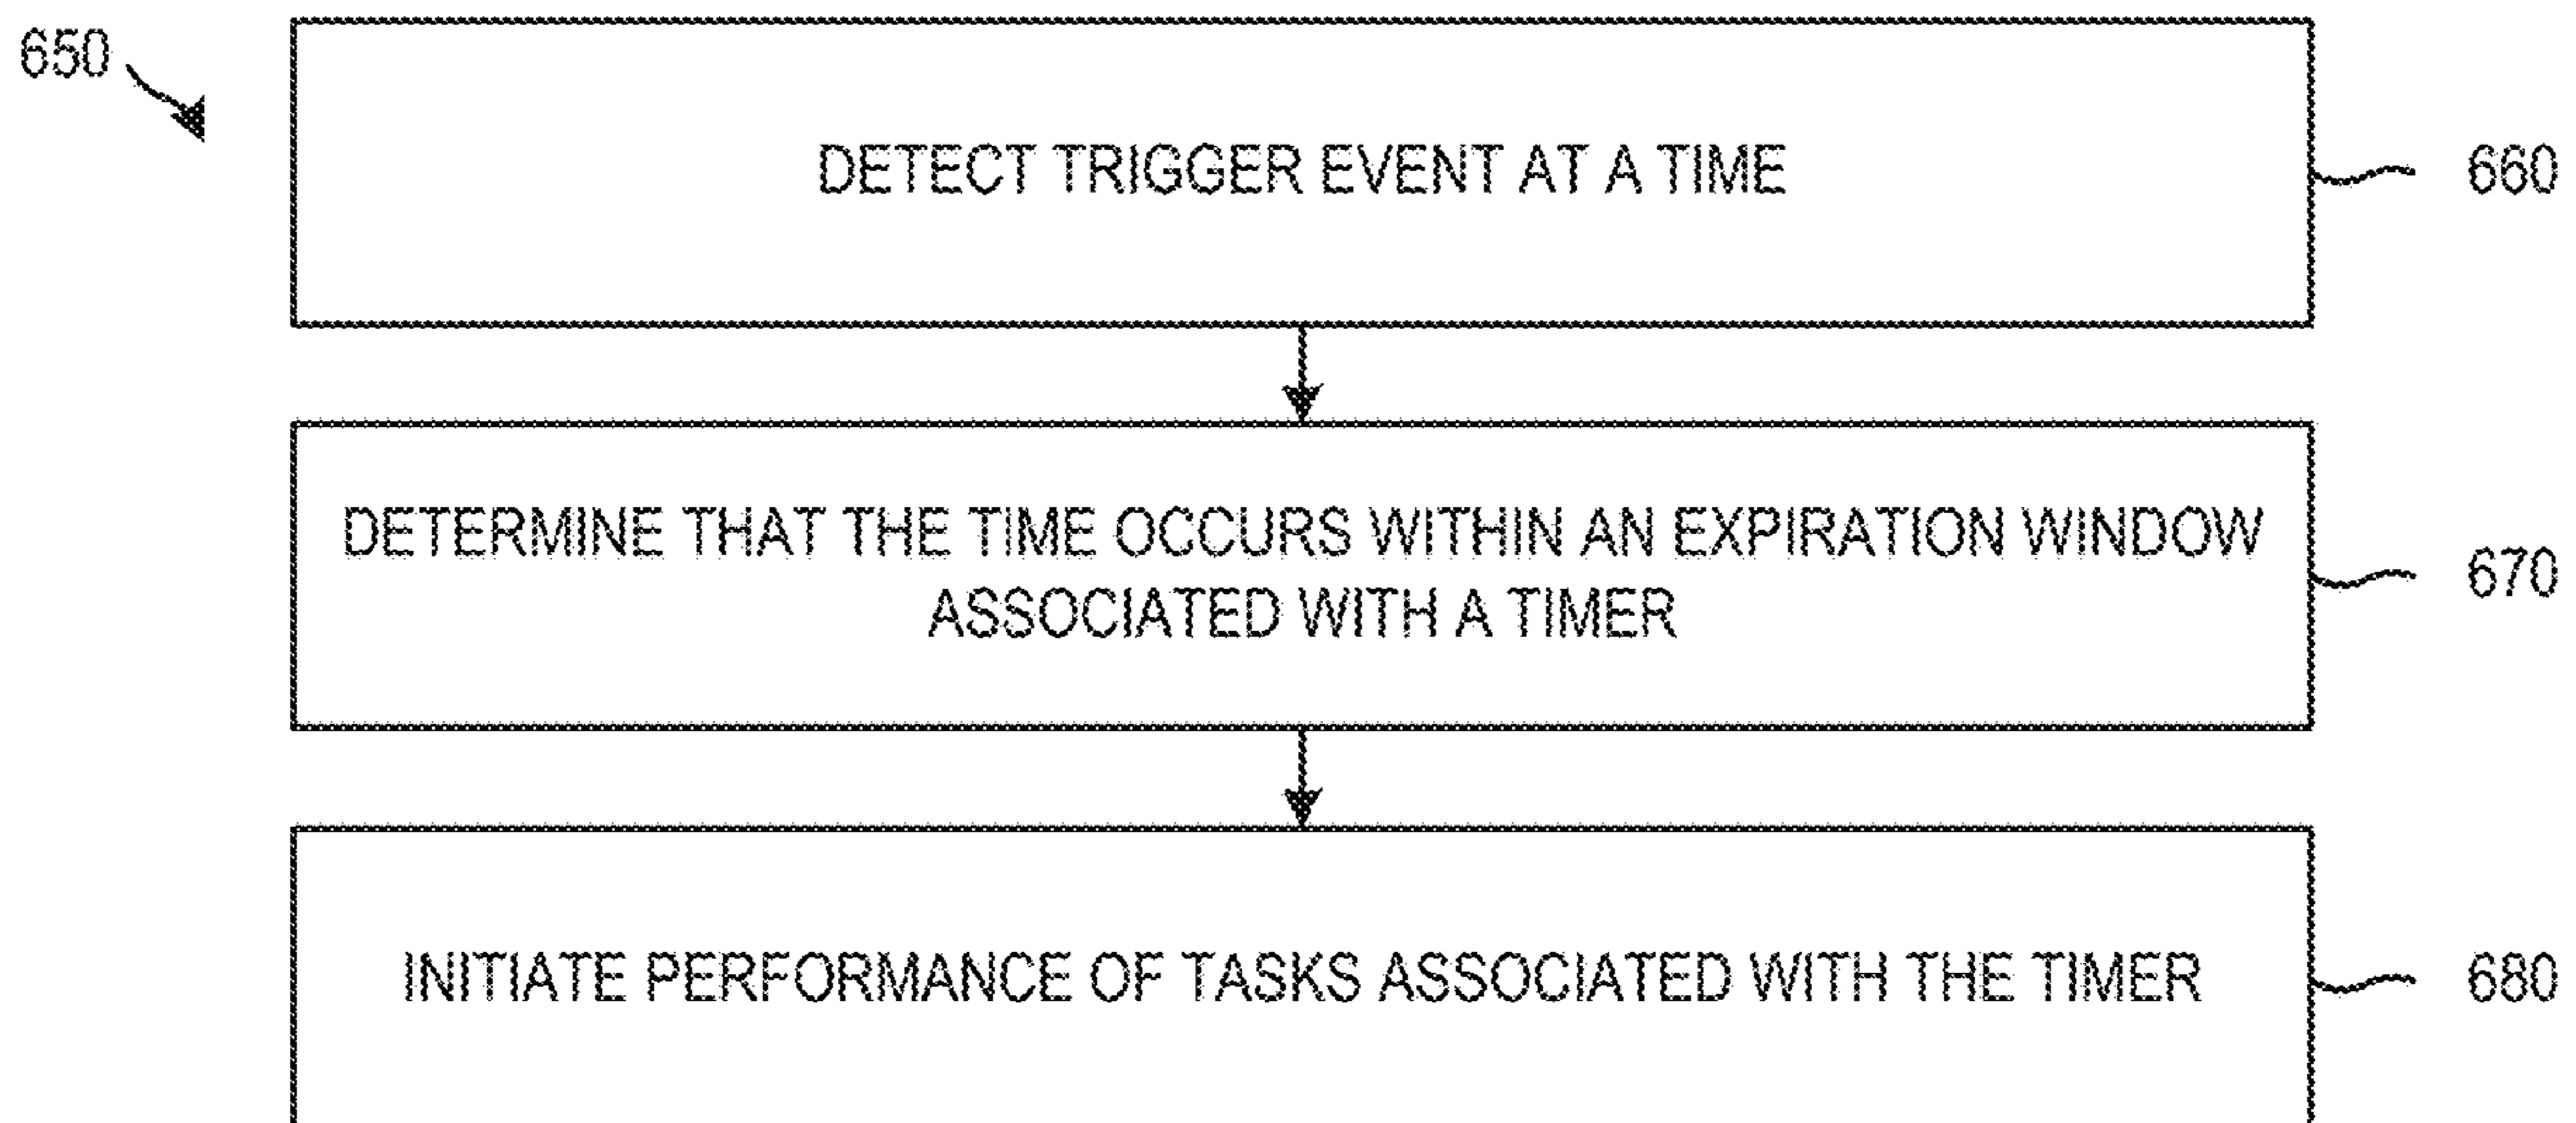 650
DETECT TRIGGER EVENT AT A TIME
660
DETERMINE THAT THE TIME OCCURS WITHIN AN EXPIRATION WINDOW
ASSOCIATED WITH A TIMER
670
INITIATE PERFORMANCE OF TASKS ASSOCIATED WITH THE TIMER
680